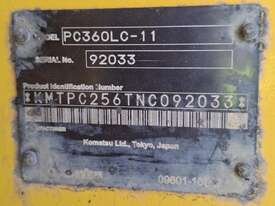 MODEL PC360LC-11
SERIAL No. 92033
Product Identification Number
*KMTPC256TNC092033*
Komatsu Ltd., Tokyo, Japan